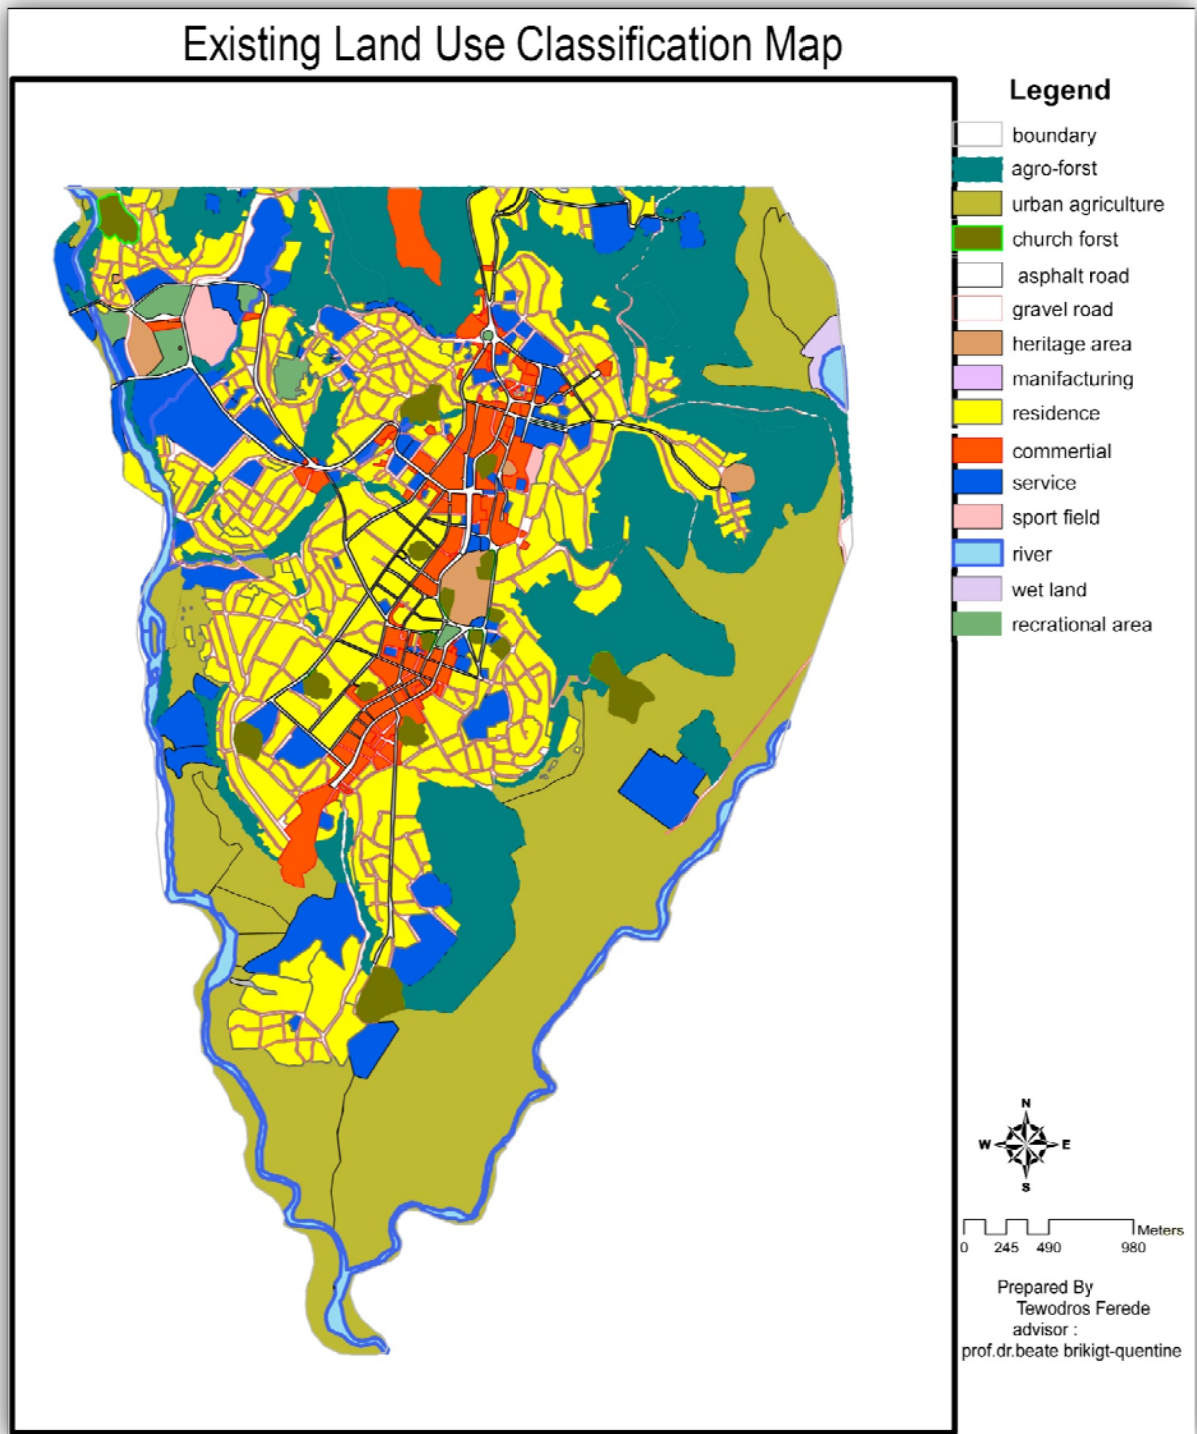 Existing Land Use Classification Map
Legend
boundary
agro-forst
urban agriculture
church forst
asphalt road
gravel road
heritage area
manifacturing
residence
commertial
service
sport field
river
wet land
recrational area
N
W E
S
Meters
0 245 490 980
Prepared By
Tewodros Ferede
advisor :
prof.dr.beate brikigt-quentine